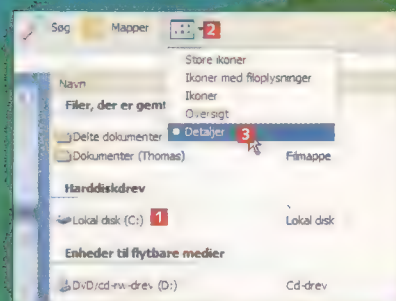 Søg Mapper 2
Store ikoner
Ikoner med filoplysninger
Ikoner
Oversigt
Detaljer 3
Navn
Filer, der er gemt
Delte dokumenter
Dokumenter (Thomas) Filmappe
Harddiskdrev
Lokal disk (C:) 1 Lokal disk
Enheder til flytbare medier
DVD/cd-rw-drev (D:) Cd-drev